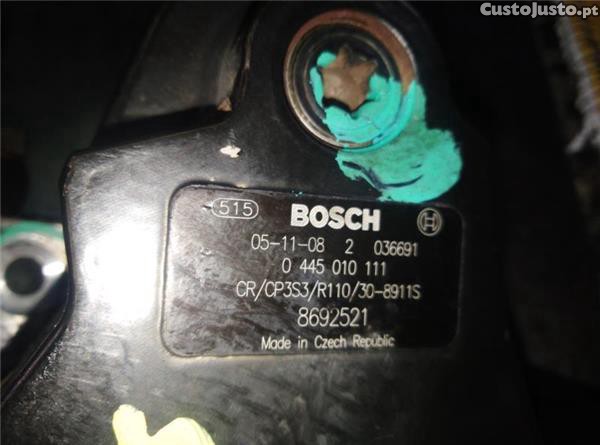 CustoJusto.pt
515 BOSCH
05-11-08 2 036691
0 445 010 111
CR/CP3S3/R110/30-8911S
8692521
Made in Czech Republic